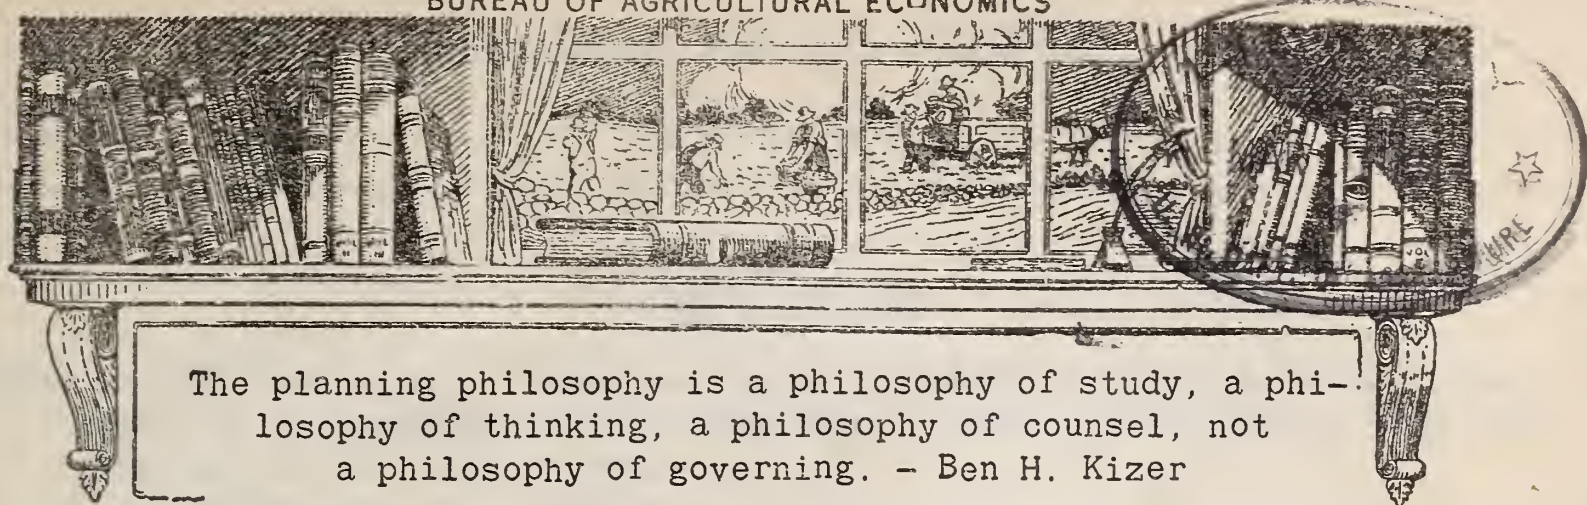 BUREAU OF AGRICULTURAL ECONOMICS
URE
The planning philosophy is a philosophy of study, a phi-
losophy of thinking, a philosophy of counsel, not
a philosophy of governing. - Ben H. Kizer